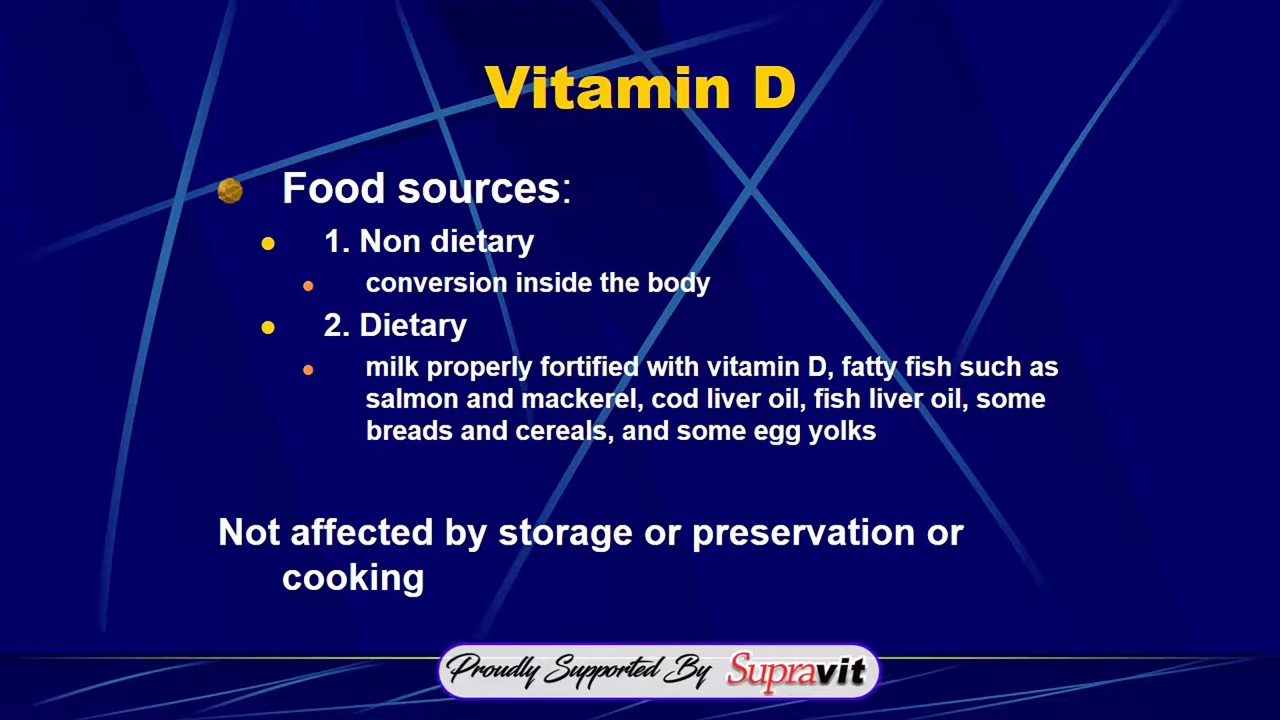 Vitamin D
Food sources:
1. Non dietary
conversion inside the body
2. Dietary
milk properly fortified with vitamin D, fatty fish such as
salmon and mackerel, cod liver oil, fish liver oil, some
breads and cereals, and some egg yolks
Not affected by storage or preservation or
cooking
Proudly Supported By Supravit